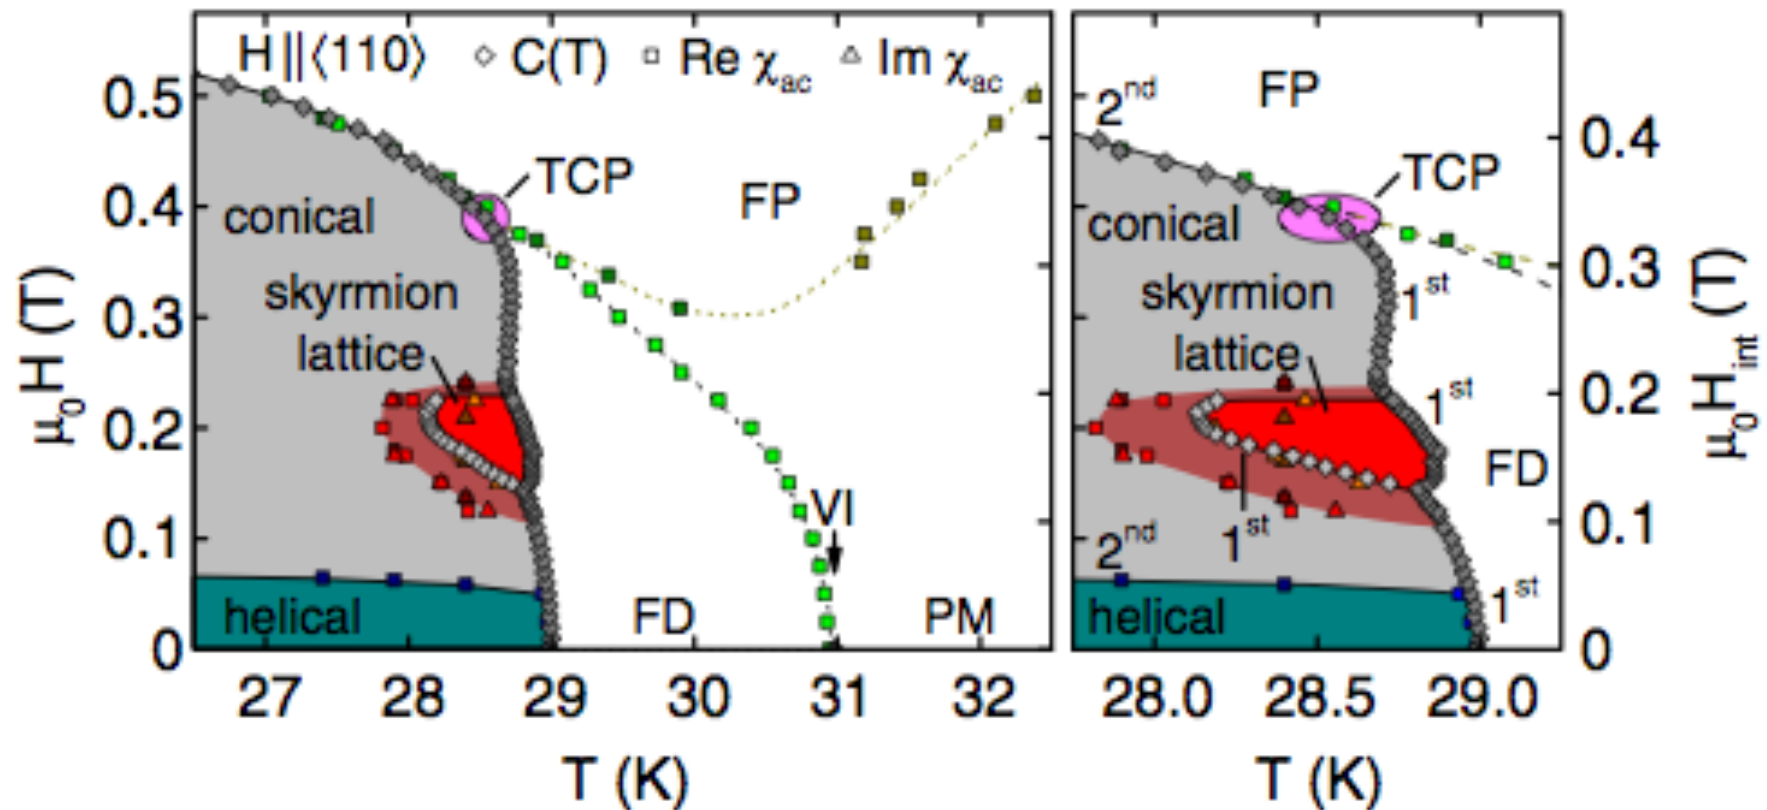 H||⟨110⟩ ◇ C(T) □ Re χac △ Im χac
TCP
FP
conical
skyrmion
lattice
VI
helical
FD
PM
0.5
0.4
0.3
0.2
0.1
0
μ0H (T)
27 28 29 30 31 32
T (K)
2nd
FP
TCP
conical
skyrmion
lattice
1st
1st
FD
1st
2nd
1st
helical
0.4
0.3
0.2
0.1
0
μ0Hint (T)
28.0 28.5 29.0
T (K)